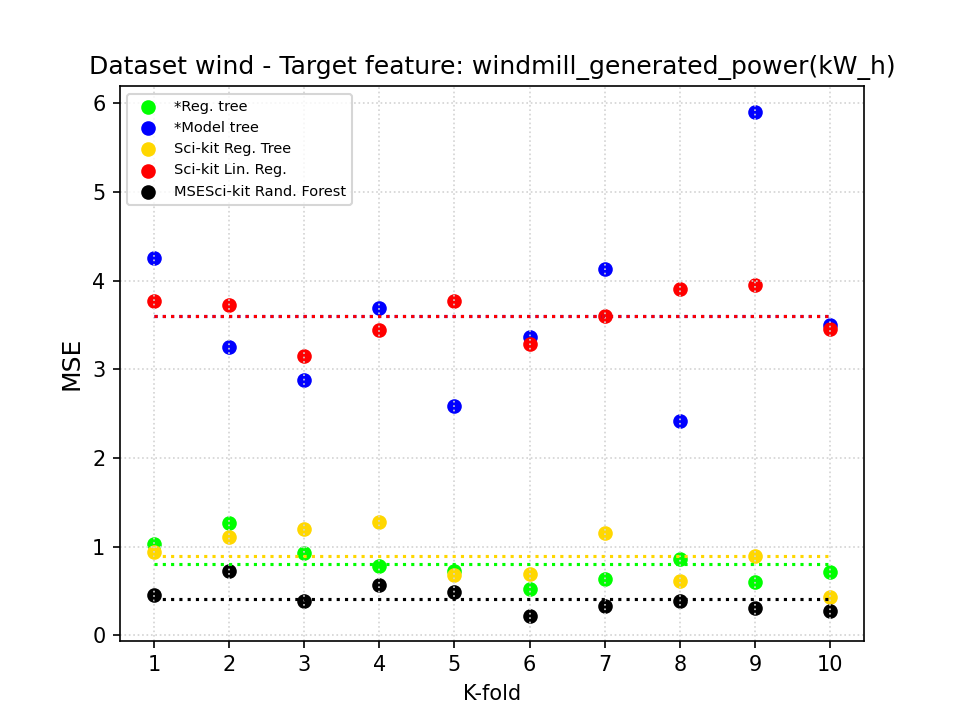 Dataset wind - Target feature: windmill_generated_power(kW_h)
*Reg. tree
*Model tree
Sci-kit Reg. Tree
Sci-kit Lin. Reg.
MSESci-kit Rand. Forest
6
5
4
3
2
1
0
MSE
1 2 3 4 5 6 7 8 9 10
K-fold